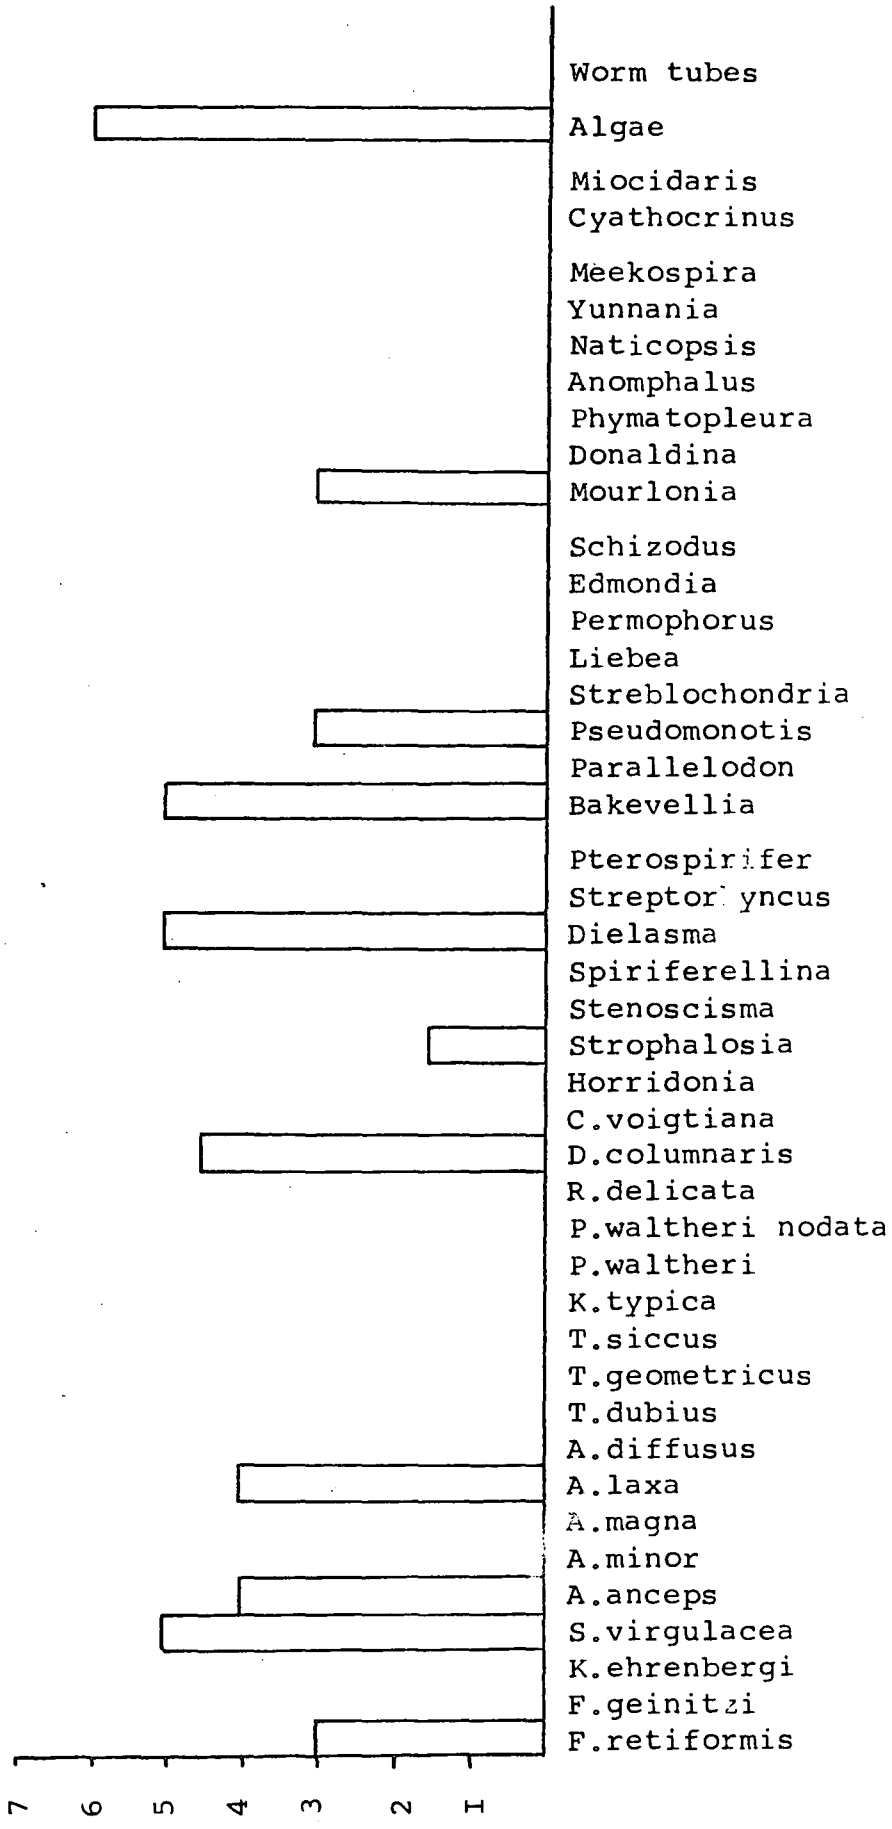 Worm tubes
Algae
Miocidaris
Cyathocrinus
Meekospira
Yunnania
Naticopsis
Anomphalus
Phymatopleura
Donaldina
Mourlonia
Schizodus
Edmondia
Permophorus
Liebea
Streblochondria
Pseudomonotis
Parallelodon
Bakevellia
Pterospirifer
Streptor yncus
Dielasma
Spiriferellina
Stenoscisma
Strophalosia
Horridonia
C.voigtiana
D.columnaris
R.delicata
P.waltheri nodata
P.waltheri
K.typica
T.siccus
T.geometricus
T.dubius
A.diffusus
A.laxa
A.magna
A.minor
A.anceps
S.virgulacea
K.ehrenbergi
F.geinitzi
F.retiformis
7 6 5 4 3 2 I